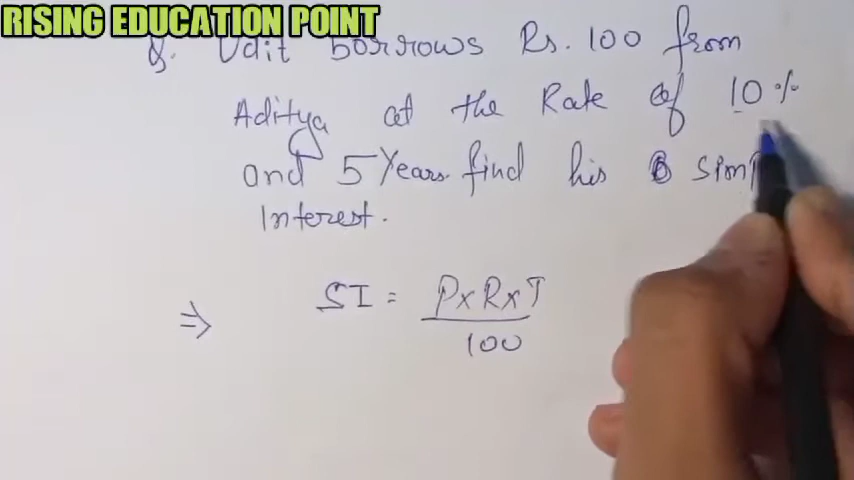 RISING EDUCATION POINT
Q. Udit borrows Rs. 100 from
Aditya at the Rate of 10%
and 5 Years find his
Interest.
⇒ SI = PxRxT
100